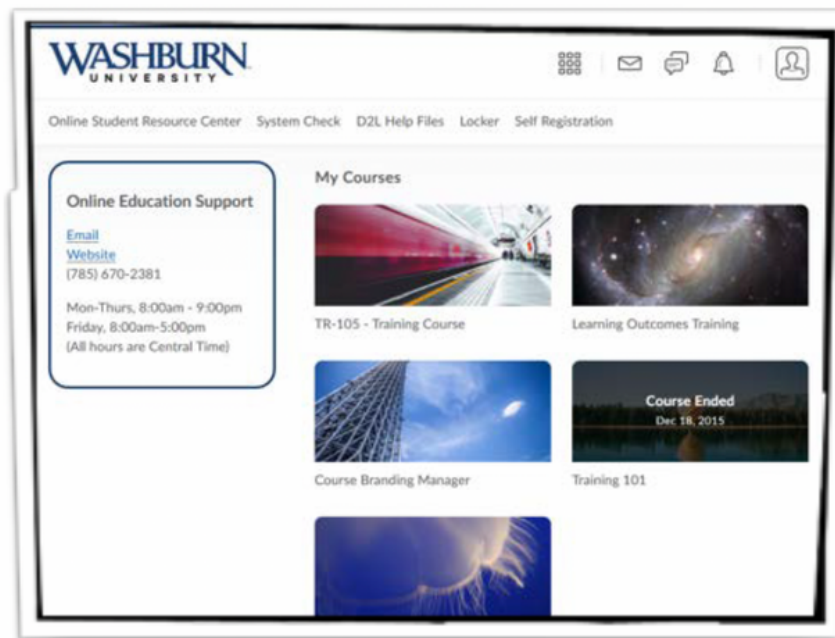 WASHBURN
UNIVERSITY
Online Student Resource Center System Check D2L Help Files Locker Self Registration
Online Education Support
Email
Website
(785) 670-2381
Mon-Thurs, 8:00am - 9:00pm
Friday, 8:00am-5:00pm
(All hours are Central Time)
My Courses
TR-105 - Training Course
Learning Outcomes Training
Course Branding Manager
Course Ended
Dec 18, 2015
Training 101